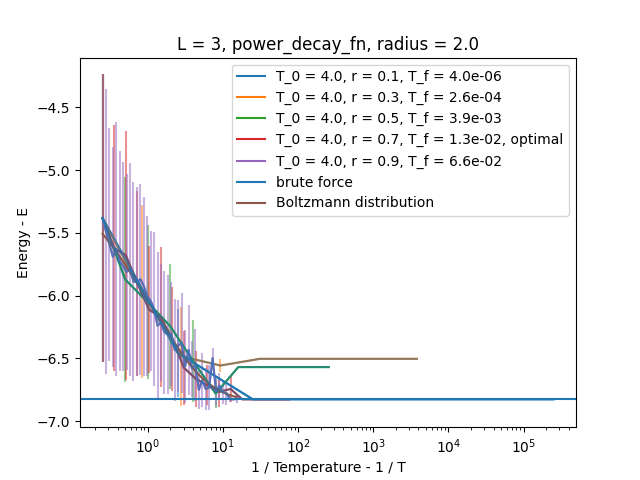 L = 3, power_decay_fn, radius = 2.0
T_0 = 4.0, r = 0.1, T_f = 4.0e-06
T_0 = 4.0, r = 0.3, T_f = 2.6e-04
T_0 = 4.0, r = 0.5, T_f = 3.9e-03
T_0 = 4.0, r = 0.7, T_f = 1.3e-02, optimal
T_0 = 4.0, r = 0.9, T_f = 6.6e-02
brute force
Boltzmann distribution
Energy - E
−4.5
−5.0
−5.5
−6.0
−6.5
−7.0
10⁰ 10¹ 10² 10³ 10⁴ 10⁵
1 / Temperature - 1 / T